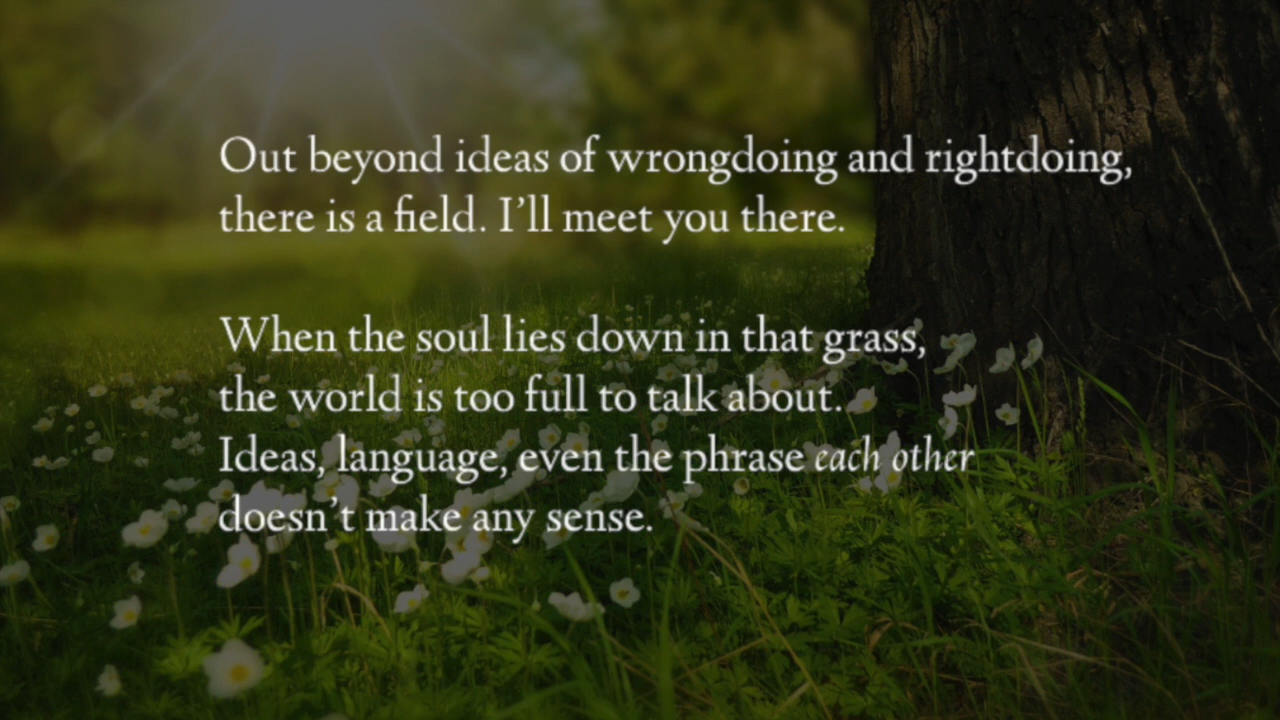 Out beyond ideas of wrongdoing and rightdoing,
there is a field. I’ll meet you there.
When the soul lies down in that grass,
the world is too full to talk about.
Ideas, language, even the phrase each other
doesn’t make any sense.